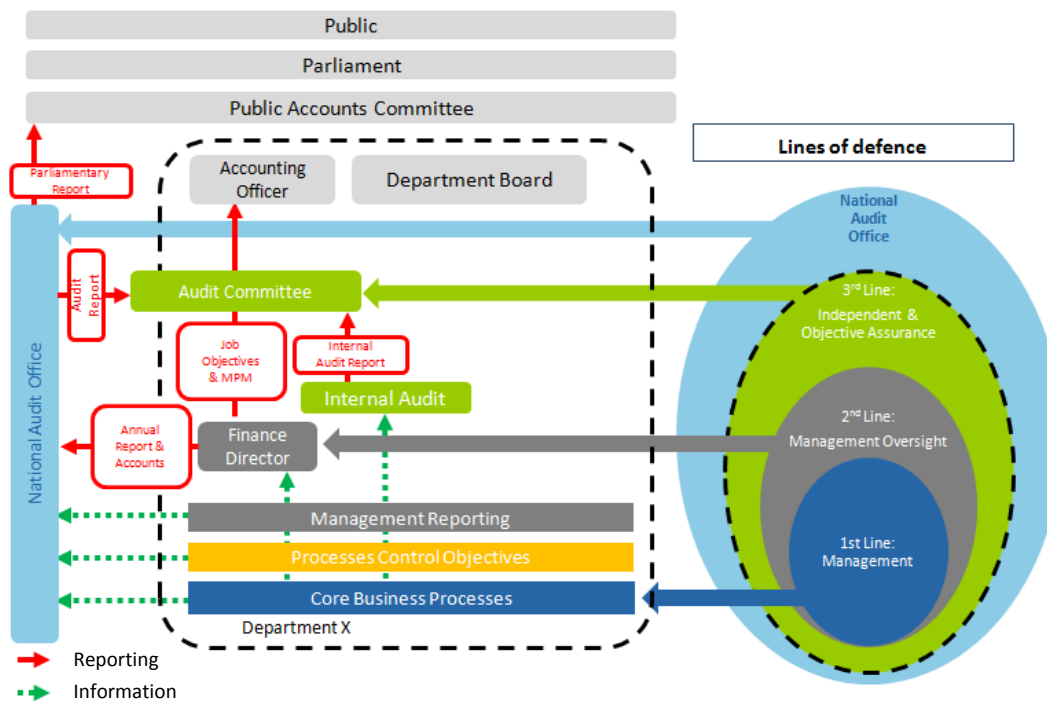 Public
Parliament
Public Accounts Committee
Parliamentary
Report
Accounting
Officer
Department Board
Lines of defence
National
Audit
Office
National Audit Office
Audit
Report
Audit Committee
3rd Line:
Independent &
Objective Assurance
Job
Objectives
& MPM
Internal
Audit Report
Internal Audit
Annual
Report &
Accounts
Finance
Director
2nd Line:
Management Oversight
Management Reporting
Processes Control Objectives
Core Business Processes
1st Line:
Management
Department X
Reporting
Information